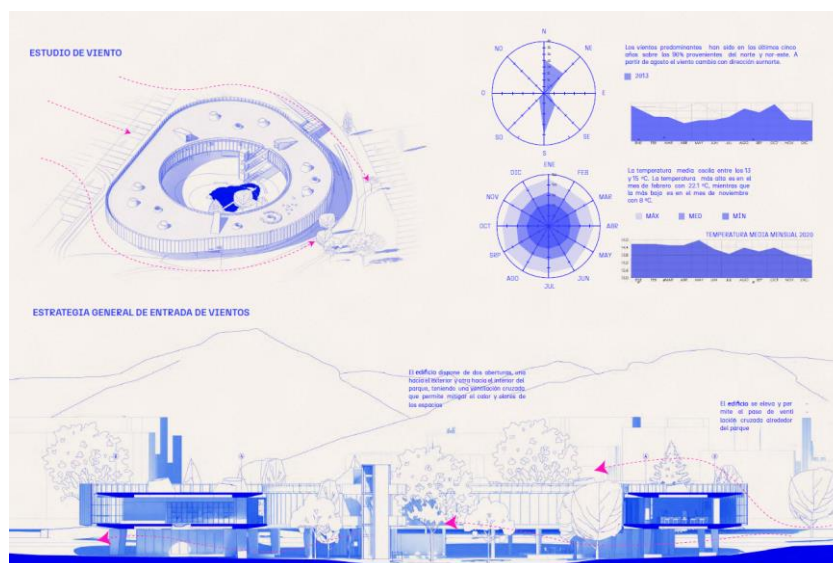 ESTUDIO DE VIENTO
N
NO
NE
O
E
SO
SE
S
Los vientos predominantes han sido en los últimos cinco
años sobre los 96% provenientes del norte y nor-este. A
partir de agosto el viento cambia con dirección surnorte.
2013
ENE
DIC
FEB
NOV
MAR
OCT
ABR
SEP
MAY
AGO
JUN
JUL
La temperatura media oscila entre los 13
y 15 ºC. La temperatura más alta es en el
mes de febrero con 22.1 ºC, mientras que
la más baja es en el mes de noviembre
con 8 ºC.
MÁX MED MÍN
TEMPERATURA MEDIA MENSUAL 2020
ESTRATEGIA GENERAL DE ENTRADA DE VIENTOS
El edificio dispone de dos aberturas, una
hacia el exterior y otra hacia el interior del
parque, teniendo una ventilación cruzada
que permite mitigar el calor y olores de
los espacios
El edificio se eleva y per
mite el paso de venti
lación cruzada alrededor
del parque